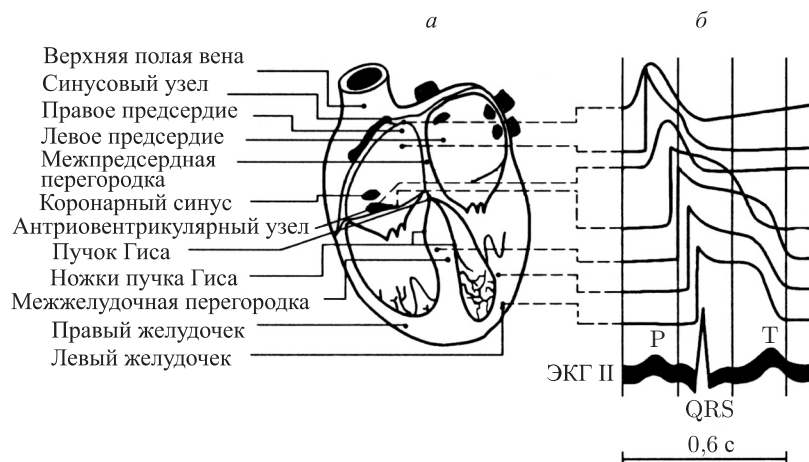 а
б
Верхняя полая вена
Синусовый узел
Правое предсердие
Левое предсердие
Межпредсердная
перегородка
Коронарный синус
Антриовентрикулярный узел
Пучок Гиса
Ножки пучка Гиса
Межжелудочная перегородка
Правый желудочек
Левый желудочек
P
T
ЭКГ II
QRS
0,6 с